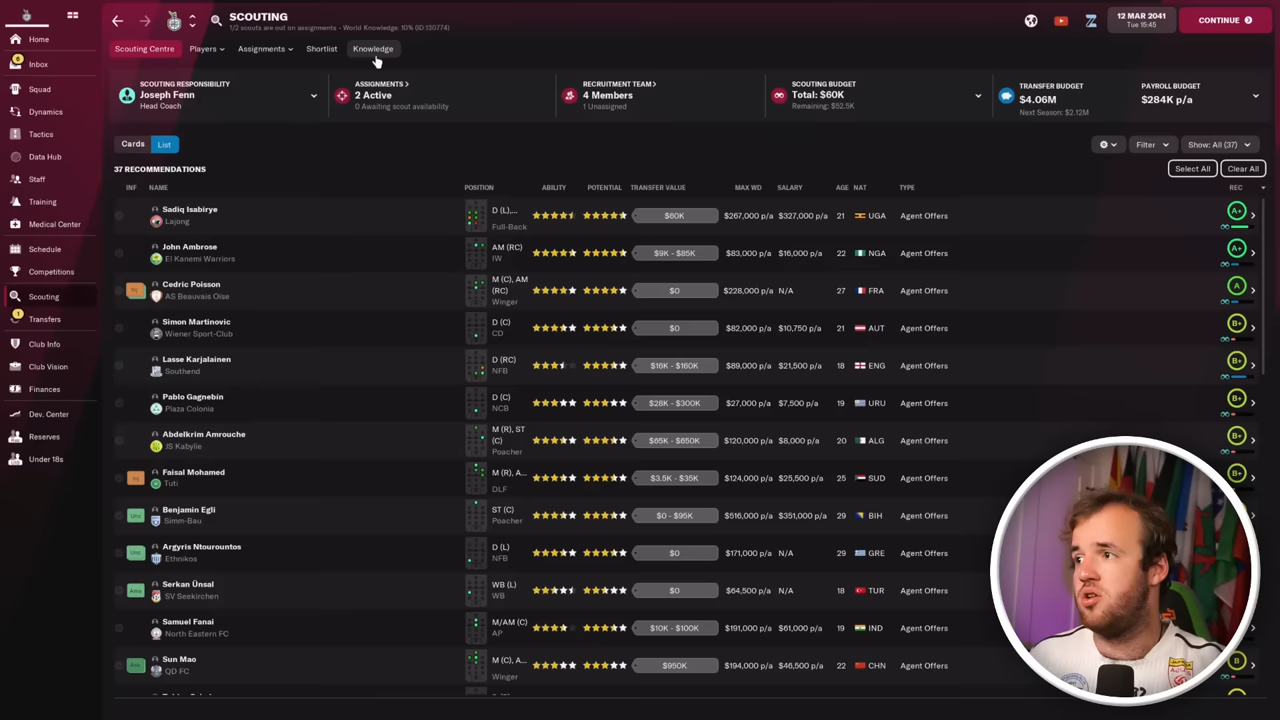 SCOUTING
1/2 scouts are out on assignments - World Knowledge: 10% (ID:130774)
12 MAR 2041
Tue 15:45
CONTINUE
Scouting Centre
Players
Assignments
Shortlist
Knowledge
Home
Inbox
6
Squad
Dynamics
Tactics
Data Hub
Staff
Training
Medical Center
Schedule
Competitions
Scouting
Transfers
1
Club Info
Club Vision
Finances
Dev. Center
Reserves
Under 18s
SCOUTING RESPONSIBILITY
Joseph Fenn
Head Coach
ASSIGNMENTS >
2 Active
0 Awaiting scout availability
RECRUITMENT TEAM >
4 Members
1 Unassigned
SCOUTING BUDGET
Total: $60K
Remaining: $52.5K
TRANSFER BUDGET
$4.06M
Next Season: $2.12M
PAYROLL BUDGET
$284K p/a
Cards
List
Filter
Show: All (37)
37 RECOMMENDATIONS
Select All
Clear All
INF NAME POSITION ABILITY POTENTIAL TRANSFER VALUE MAX WD SALARY AGE NAT TYPE REC
Sadiq Isabirye D (L),... $60K $267,000 p/a $327,000 p/a 21 UGA Agent Offers A+
Lajong Full-Back
John Ambrose AM (RC) $9K - $85K $83,000 p/a $16,000 p/a 22 NGA Agent Offers A+
El Kanemi Warriors IW
Cedric Poisson M (C), AM (RC) $0 $228,000 p/a N/A 27 FRA Agent Offers A
AS Beauvais Oise Winger
Simon Martinovic D (C) $0 $82,000 p/a $10,750 p/a 21 AUT Agent Offers B+
Wiener Sport-Club CD
Lasse Karjalainen D (RC) $16K - $160K $89,000 p/a $21,500 p/a 18 ENG Agent Offers B+
Southend NFB
Pablo Gagnebín D (C) $28K - $300K $27,000 p/a $7,500 p/a 19 URU Agent Offers B+
Plaza Colonia NCB
Abdelkrim Amrouche M (R), ST (C) $65K - $650K $120,000 p/a $8,000 p/a 20 ALG Agent Offers B+
JS Kabylie Poacher
Faisal Mohamed M (R), A... $3.5K - $35K $124,000 p/a $25,500 p/a 25 SUD Agent Offers B+
Tuti DLF
Benjamin Egli ST (C) $0 - $95K $516,000 p/a $351,000 p/a 29 BIH Agent Offers
Simm-Bau Poacher
Argyris Ntourountos D (L) $0 $171,000 p/a N/A 29 GRE Agent Offers
Ethnikos NFB
Serkan Ünsal WB (L) $0 $64,500 p/a N/A 18 TUR Agent Offers
SV Seekirchen WB
Samuel Fanai M/AM (C) $10K - $100K $191,000 p/a $61,000 p/a 19 IND Agent Offers
North Eastern FC AP
Sun Mao M (C), A... $950K $194,000 p/a $46,500 p/a 22 CHN Agent Offers B
QD FC Winger